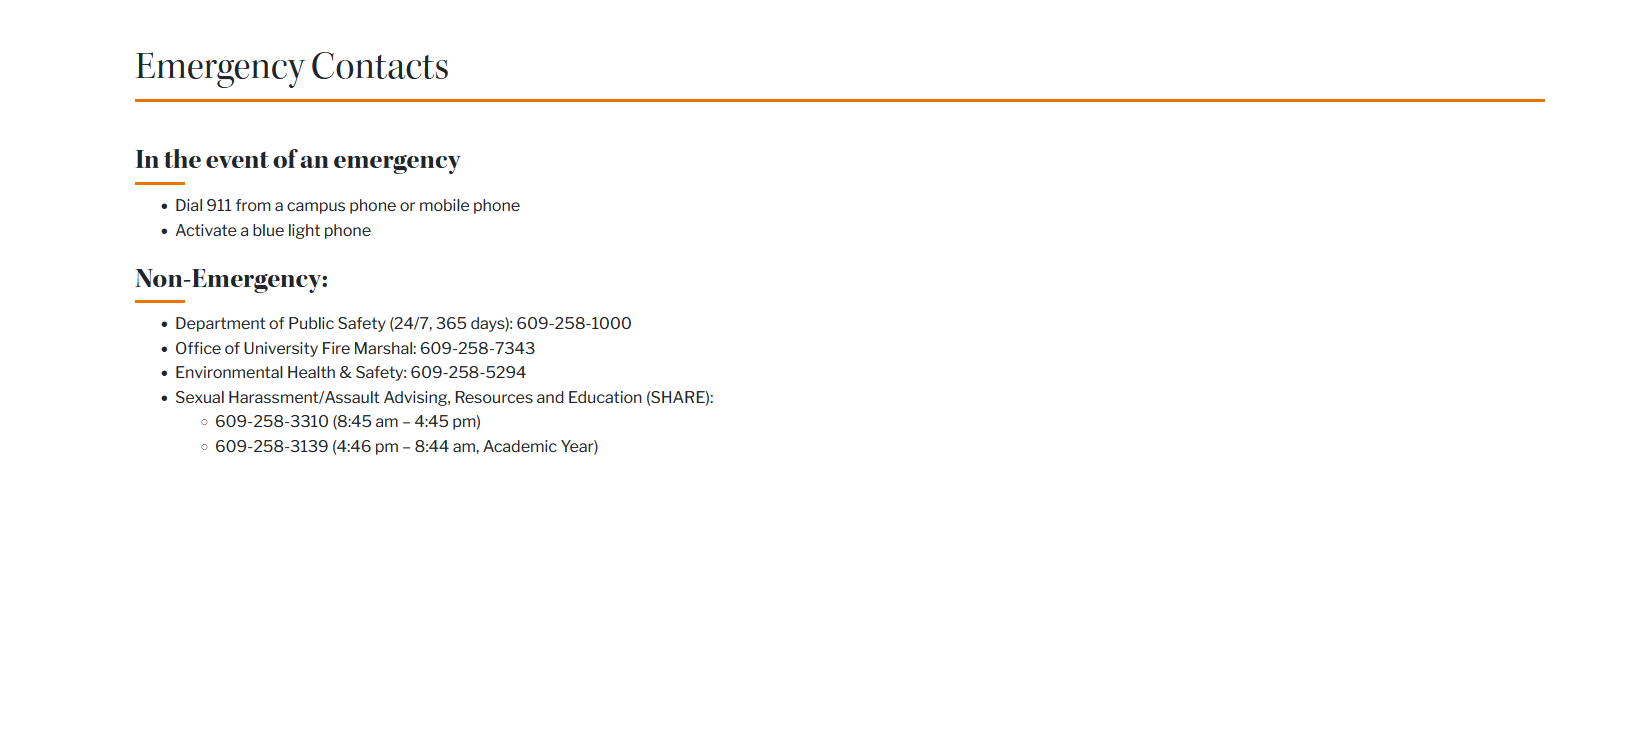 Emergency Contacts
In the event of an emergency
• Dial 911 from a campus phone or mobile phone
• Activate a blue light phone
Non-Emergency:
• Department of Public Safety (24/7, 365 days): 609-258-1000
• Office of University Fire Marshal: 609-258-7343
• Environmental Health & Safety: 609-258-5294
• Sexual Harassment/Assault Advising, Resources and Education (SHARE):
○ 609-258-3310 (8:45 am – 4:45 pm)
○ 609-258-3139 (4:46 pm – 8:44 am, Academic Year)